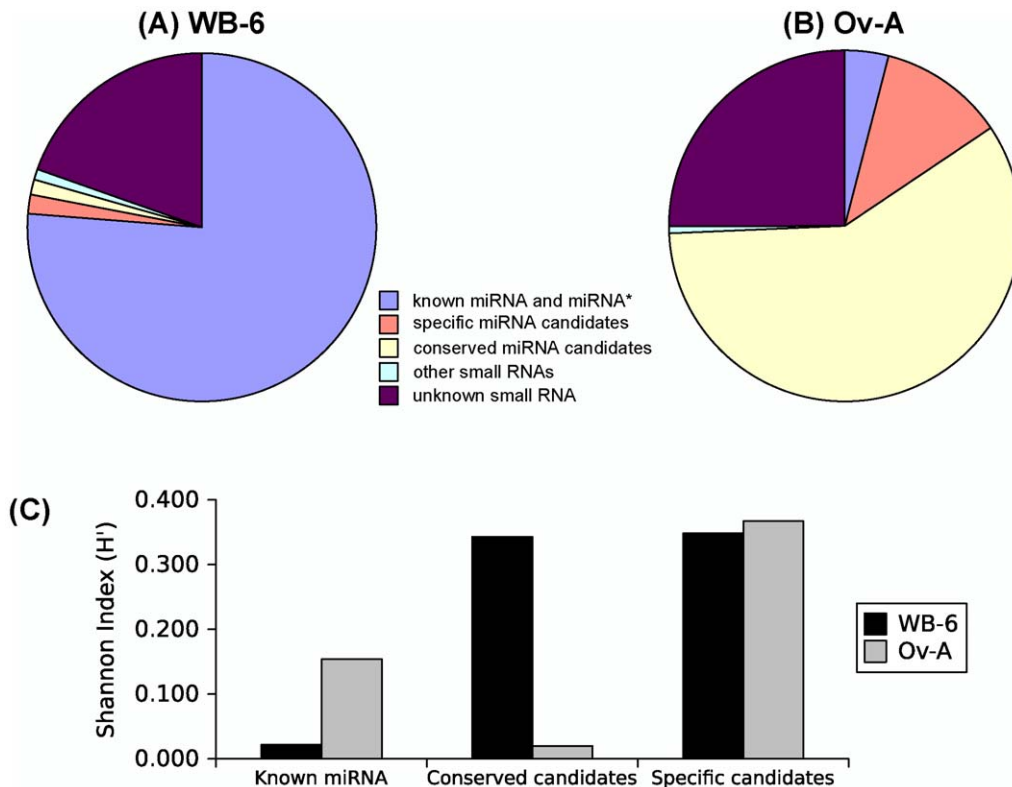 (A) WB-6
(B) Ov-A
known miRNA and miRNA*
specific miRNA candidates
conserved miRNA candidates
other small RNAs
unknown small RNA
(C)
Shannon Index (H')
0.400
0.300
0.200
0.100
0.000
Known miRNA
Conserved candidates
Specific candidates
WB-6
Ov-A